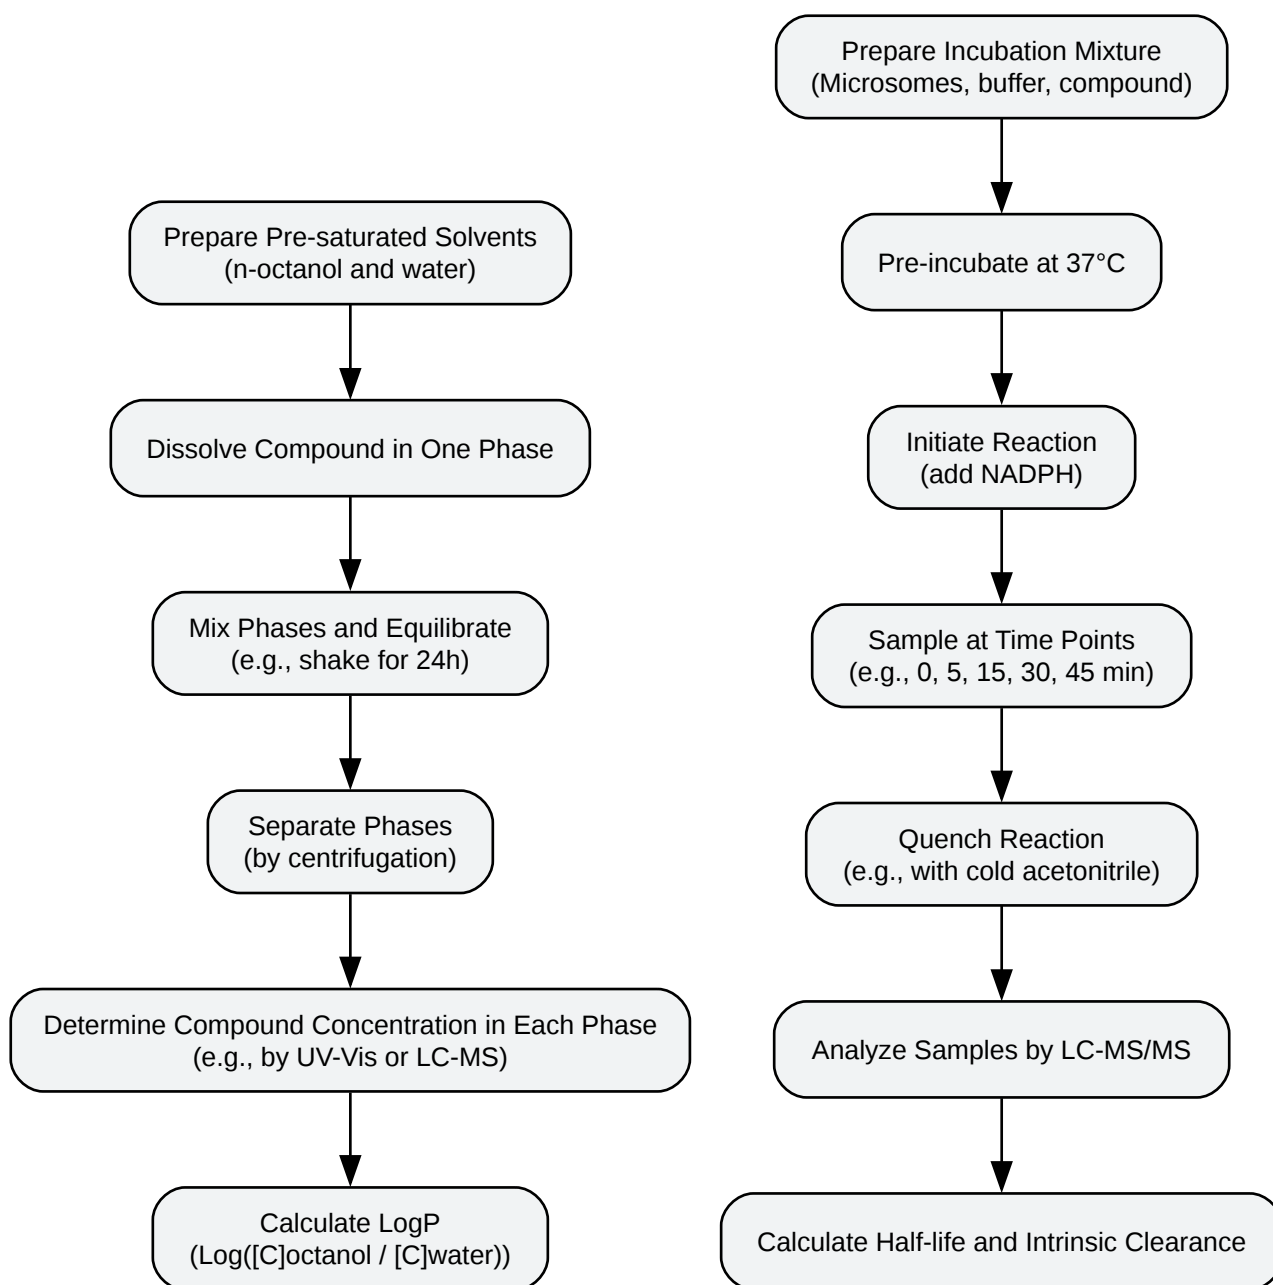 Prepare Pre-saturated Solvents
(n-octanol and water)
Dissolve Compound in One Phase
Mix Phases and Equilibrate
(e.g., shake for 24h)
Separate Phases
(by centrifugation)
Determine Compound Concentration in Each Phase
(e.g., by UV-Vis or LC-MS)
Calculate LogP
(Log([C]octanol / [C]water))
Prepare Incubation Mixture
(Microsomes, buffer, compound)
Pre-incubate at 37°C
Initiate Reaction
(add NADPH)
Sample at Time Points
(e.g., 0, 5, 15, 30, 45 min)
Quench Reaction
(e.g., with cold acetonitrile)
Analyze Samples by LC-MS/MS
Calculate Half-life and Intrinsic Clearance